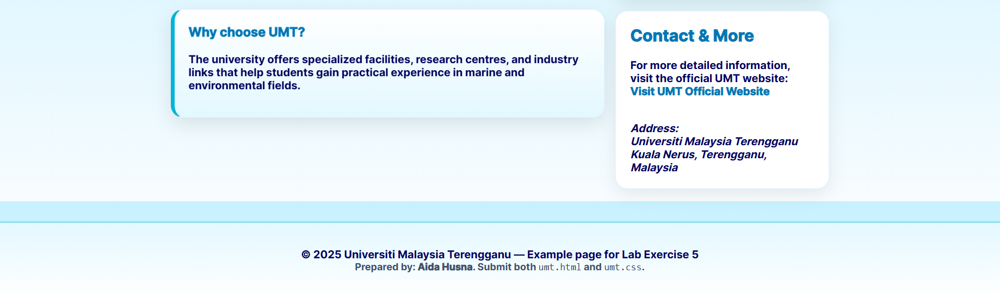 Why choose UMT?
The university offers specialized facilities, research centres, and industry
links that help students gain practical experience in marine and
environmental fields.
Contact & More
For more detailed information,
visit the official UMT website:
Visit UMT Official Website
Address:
Universiti Malaysia Terengganu
Kuala Nerus, Terengganu,
Malaysia
© 2025 Universiti Malaysia Terengganu — Example page for Lab Exercise 5
Prepared by: Aida Husna. Submit both umt.html and umt.css.